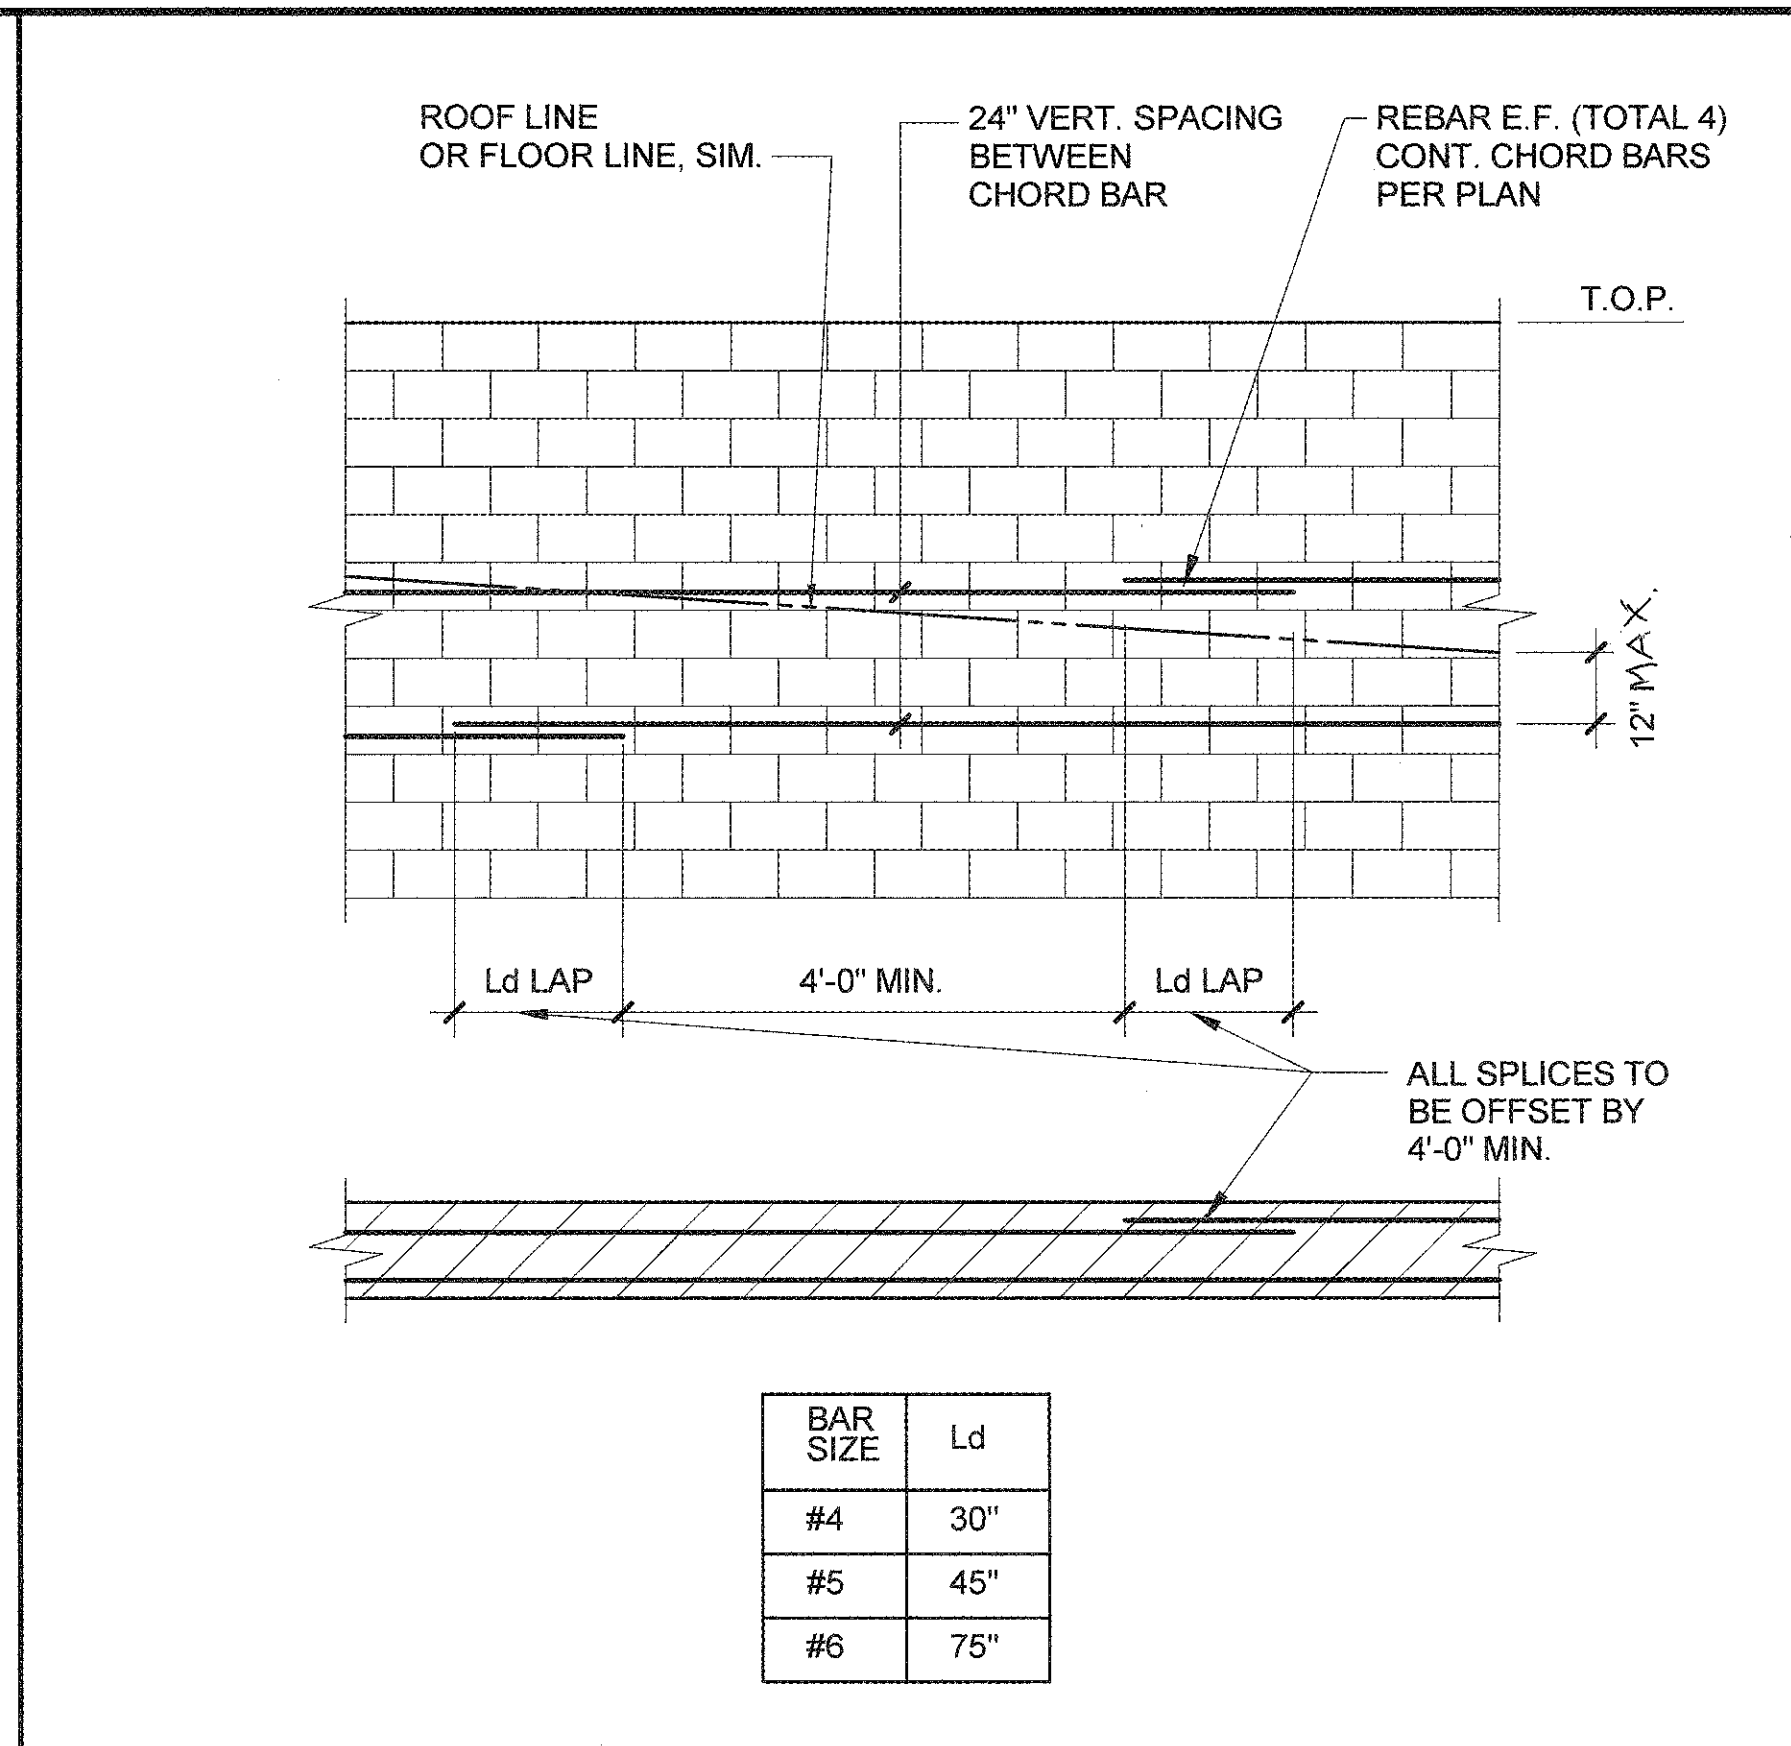 ROOF LINE
OR FLOOR LINE, SIM.
24" VERT. SPACING
BETWEEN
CHORD BAR
REBAR E.F. (TOTAL 4)
CONT. CHORD BARS
PER PLAN
T.O.P.
12" MAX.
Ld LAP
4'-0" MIN.
Ld LAP
ALL SPLICES TO
BE OFFSET BY
4'-0" MIN.
BAR
SIZE
Ld
#4
30"
#5
45"
#6
75"